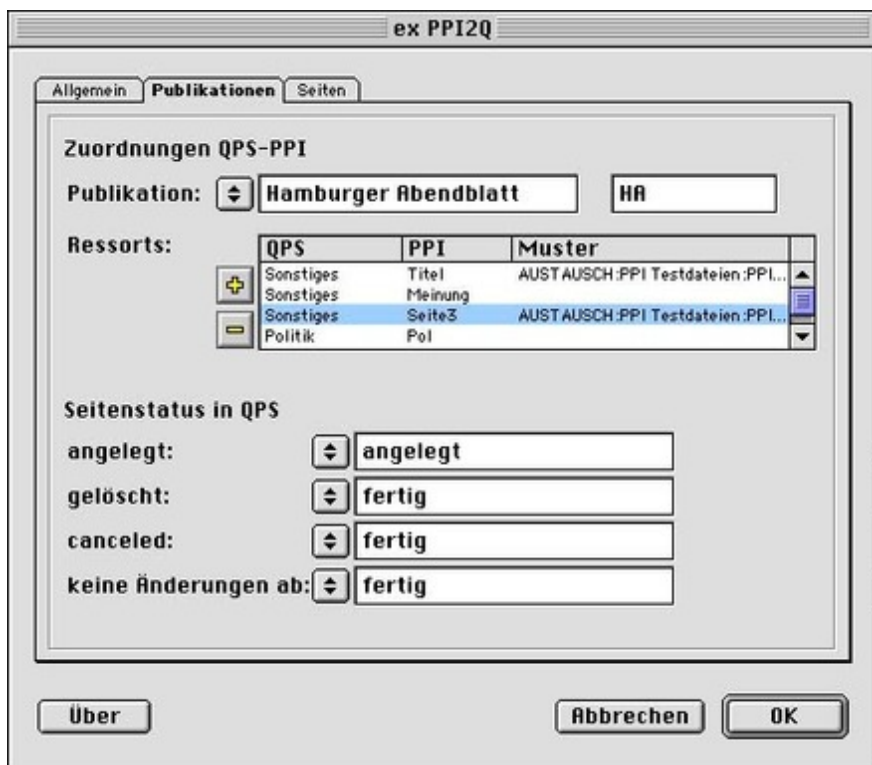 ex PPI2Q
Allgemein Publikationen Seiten
Zuordnungen QPS-PPI
Publikation: Hamburger Abendblatt HA
Ressorts: QPS PPI Muster
Sonstiges Titel AUSTAUSCH:PPI Testdateien:PPI...
Sonstiges Meinung
Sonstiges Seite3 AUSTAUSCH:PPI Testdateien:PPI...
Politik Pol
Seitenstatus in QPS
angelegt: angelegt
gelöscht: fertig
canceled: fertig
keine Änderungen ab: fertig
Über Abbrechen OK